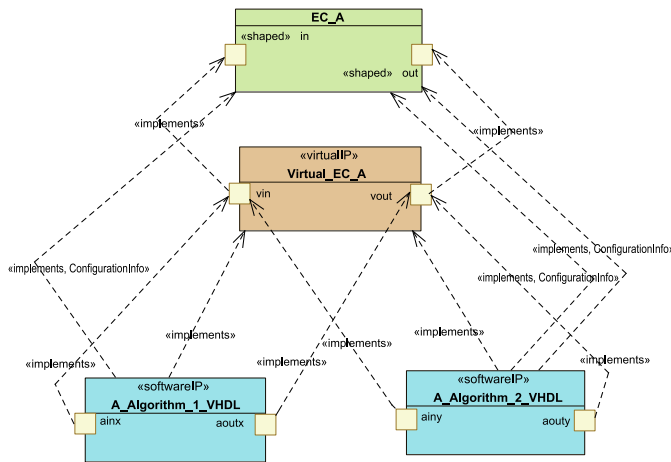 EC_A
«shaped» in
«shaped» out
«implements»
«implements»
«virtualIP»
Virtual_EC_A
vin
vout
«implements, ConfigurationInfo»
«implements, ConfigurationInfo»
«implements, ConfigurationInfo»
«implements»
«implements»
«implements»
«implements»
«implements»
«implements»
«softwareIP»
A_Algorithm_1_VHDL
ainx
aoutx
«softwareIP»
A_Algorithm_2_VHDL
ainy
aouty